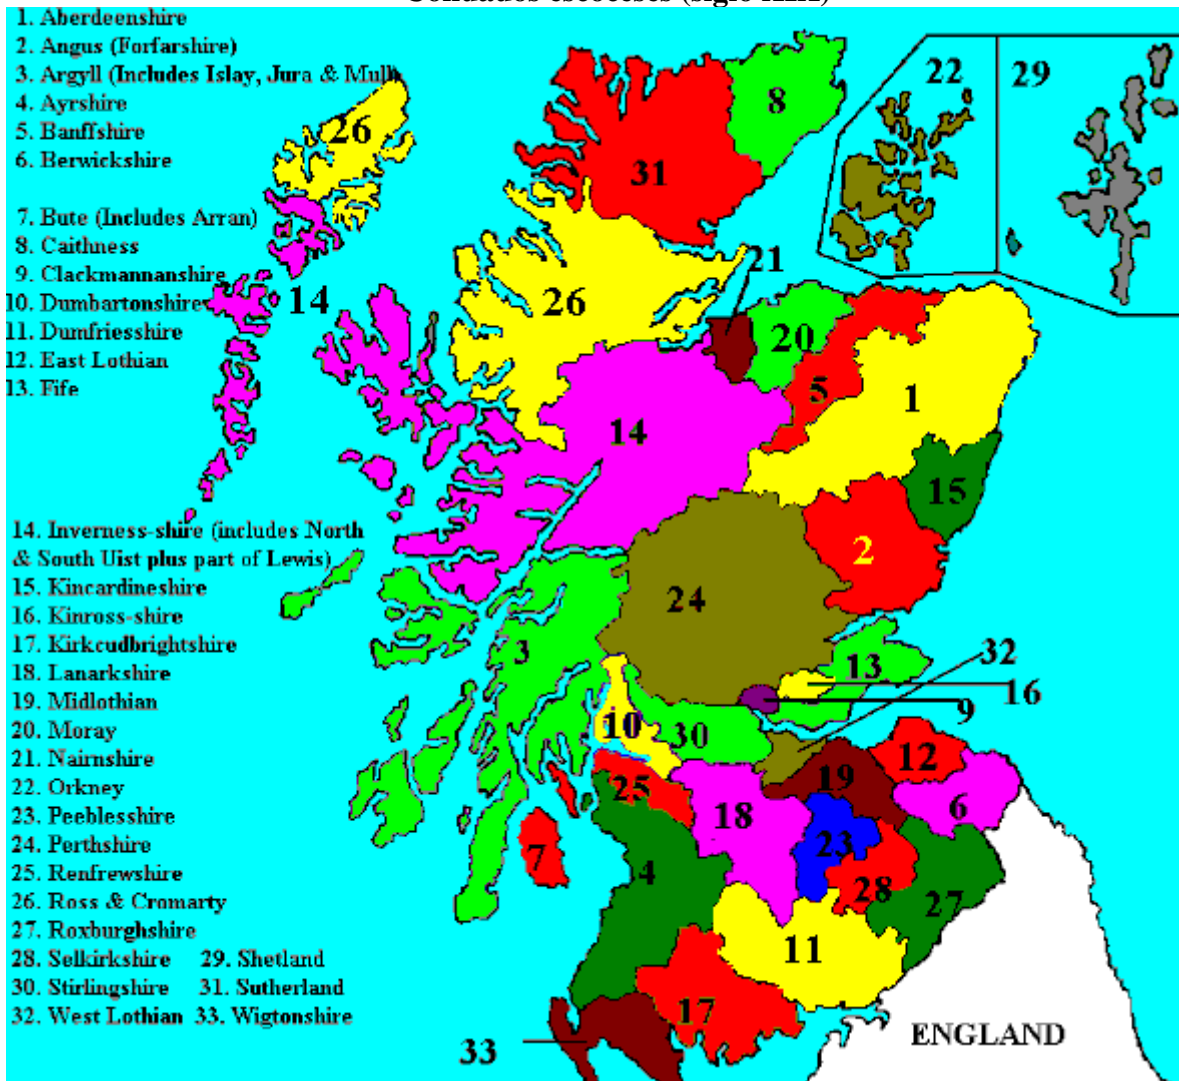 Condados escoceses (siglo XIX)
1. Aberdeenshire
2. Angus (Forfarshire)
3. Argyll (Includes Islay, Jura & Mull)
4. Ayrshire
5. Banffshire
6. Berwickshire
7. Bute (Includes Arran)
8. Caithness
9. Clackmannanshire
10. Dumbartonshire
11. Dumfriesshire
12. East Lothian
13. Fife
14. Inverness-shire (includes North
& South Uist plus part of Lewis)
15. Kincardineshire
16. Kinross-shire
17. Kirkcudbrightshire
18. Lanarkshire
19. Midlothian
20. Moray
21. Nairnshire
22. Orkney
23. Peeblesshire
24. Perthshire
25. Renfrewshire
26. Ross & Cromarty
27. Roxburghshire
28. Selkirkshire 29. Shetland
30. Stirlingshire 31. Sutherland
32. West Lothian 33. Wigtonshire
22
29
8
26
31
21
14
26
20
5
1
14
15
2
24
3
13
32
16
9
10
30
12
25
19
18
6
23
7
4
28
27
11
17
33
ENGLAND